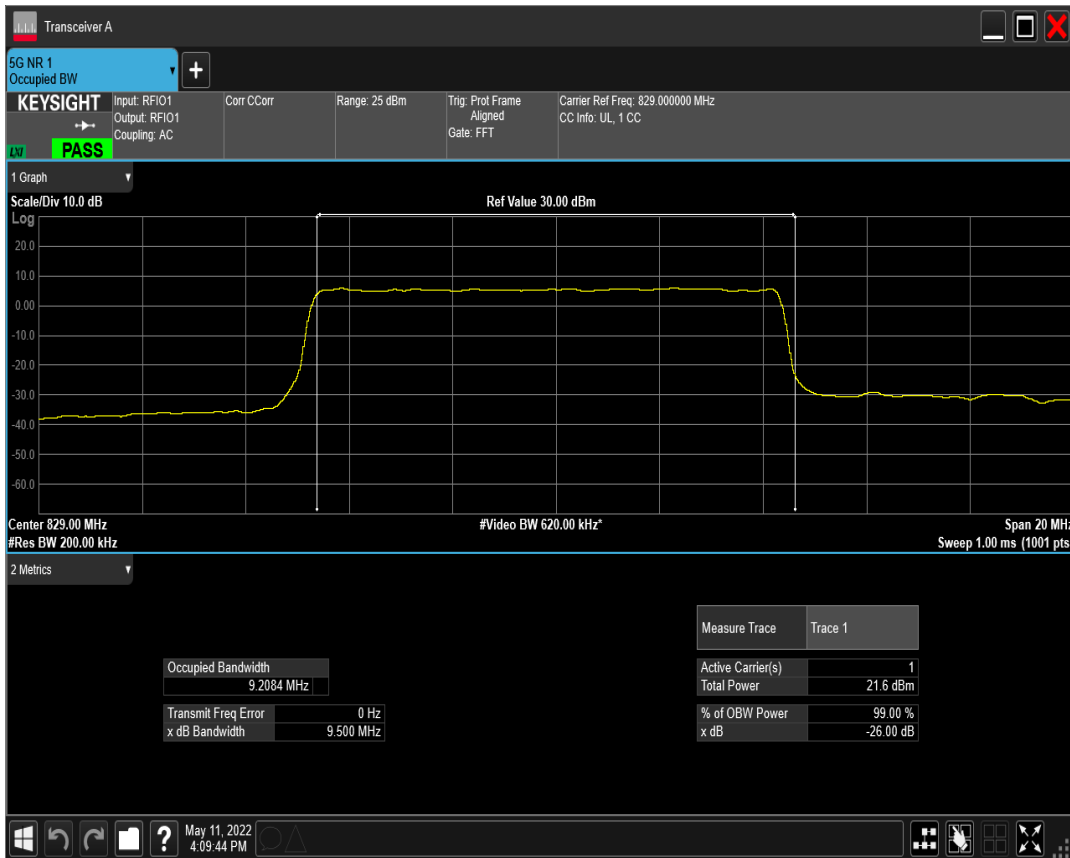 Transceiver A
5G NR 1
Occupied BW
+
KEYSIGHT
LXI
PASS
Input: RFIO1
Output: RFIO1
Coupling: AC
Corr CCorr
Range: 25 dBm
Trig: Prot Frame
Aligned
Gate: FFT
Carrier Ref Freq: 829.000000 MHz
CC Info: UL, 1 CC
1 Graph
Scale/Div 10.0 dB
Ref Value 30.00 dBm
Log
20.0
10.0
0.00
-10.0
-20.0
-30.0
-40.0
-50.0
-60.0
Center 829.00 MHz
#Video BW 620.00 kHz*
Span 20 MHz
#Res BW 200.00 kHz
Sweep 1.00 ms (1001 pts
2 Metrics
Measure Trace Trace 1
Occupied Bandwidth
9.2084 MHz
Active Carrier(s) 1
Total Power 21.6 dBm
Transmit Freq Error 0 Hz
x dB Bandwidth 9.500 MHz
% of OBW Power 99.00 %
x dB -26.00 dB
?
May 11, 2022
4:09:44 PM